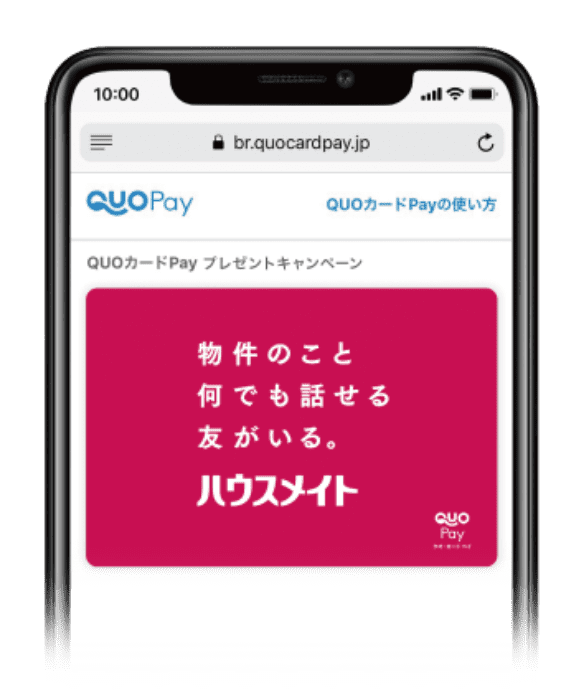 10:00
br.quocardpay.jp
QUO Pay
QUOカードPayの使い方
QUOカードPay プレゼントキャンペーン
物件のこと
何でも話せる
友がいる。
ハウスメイト
QUO
Pay